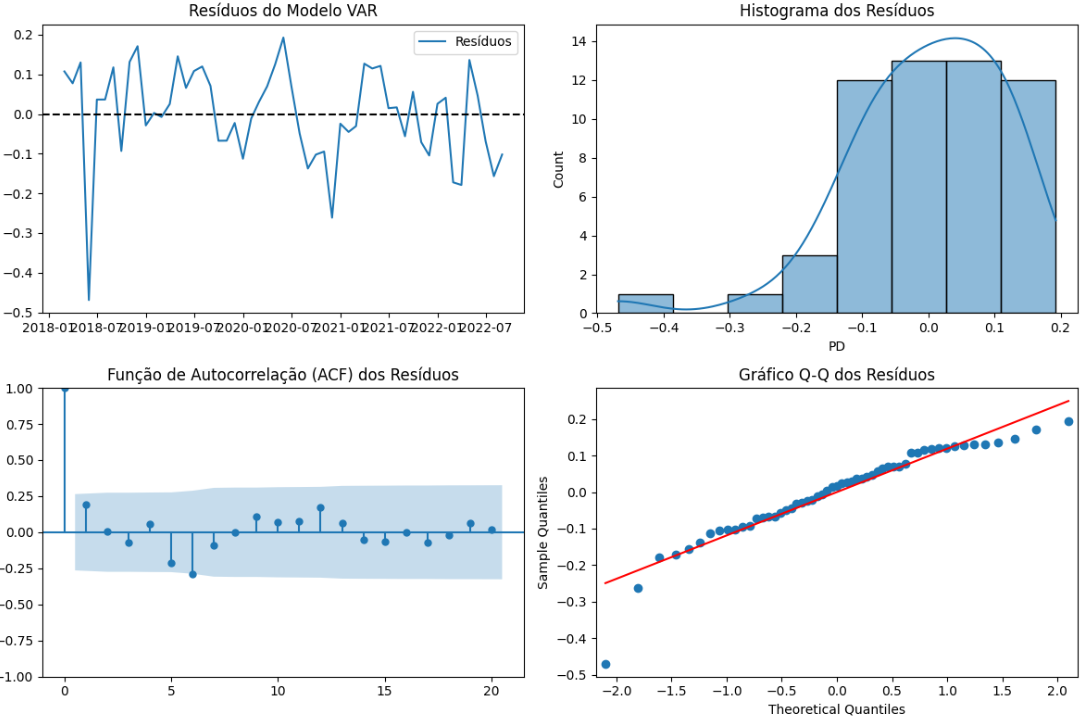 Resíduos do Modelo VAR
Resíduos
0.2
0.1
0.0
−0.1
−0.2
−0.3
−0.4
−0.5
2018-01 2018-07 2019-01 2019-07 2020-01 2020-07 2021-01 2021-07 2022-01 2022-07
Histograma dos Resíduos
Count
14
12
10
8
6
4
2
0
−0.5 −0.4 −0.3 −0.2 −0.1 0.0 0.1 0.2
PD
Função de Autocorrelação (ACF) dos Resíduos
1.00
0.75
0.50
0.25
0.00
−0.25
−0.50
−0.75
−1.00
0 5 10 15 20
Gráfico Q-Q dos Resíduos
Sample Quantiles
0.2
0.1
0.0
−0.1
−0.2
−0.3
−0.4
−0.5
−2.0 −1.5 −1.0 −0.5 0.0 0.5 1.0 1.5 2.0
Theoretical Quantiles